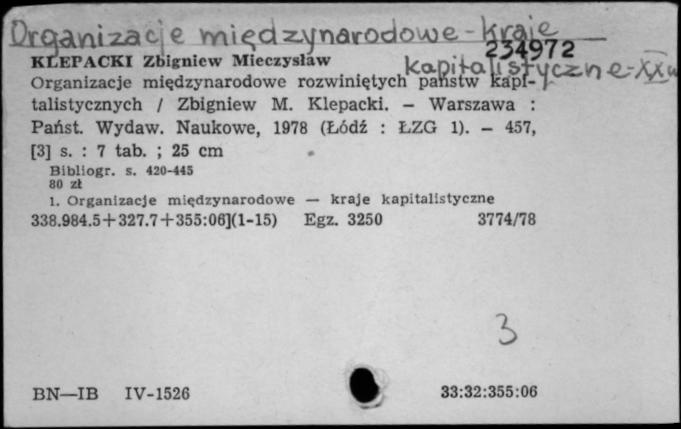 Organizacje międzynarodowe - kraje
kapitalistyczne - XXw
234972
KLEPACKI Zbigniew Mieczysław
Organizacje międzynarodowe rozwiniętych państw kapi-
talistycznych / Zbigniew M. Klepacki. — Warszawa :
Państ. Wydaw. Naukowe, 1978 (Łódź : ŁZG 1). — 457,
[3] s. : 7 tab. ; 25 cm
Bibliogr. s. 420-445
80 zł
1. Organizacje międzynarodowe — kraje kapitalistyczne
338.984.5+327.7+355:06](1-15) Egz. 3250 3774/78
3
BN—IB IV-1526 33:32:355:06